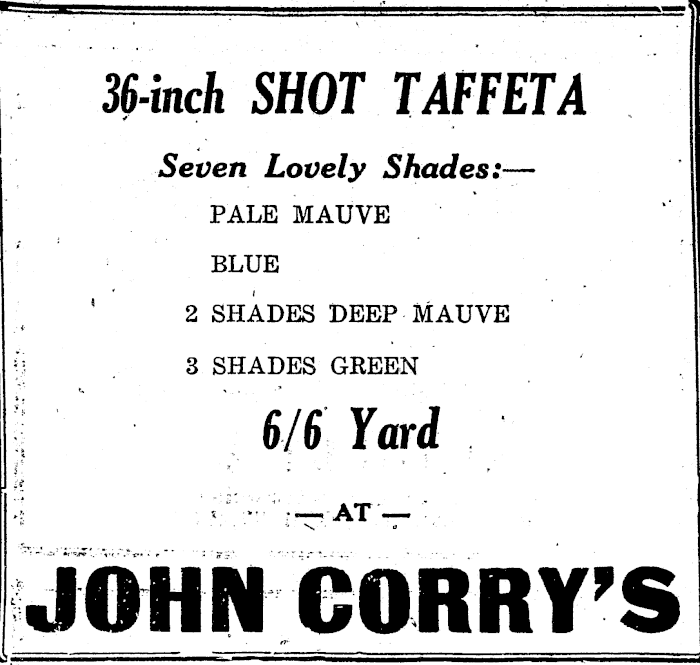 36-inch SHOT TAFFETA
Seven Lovely Shades:—
PALE MAUVE
BLUE
2 SHADES DEEP MAUVE
3 SHADES GREEN
6/6 Yard
— AT —
JOHN CORRY'S